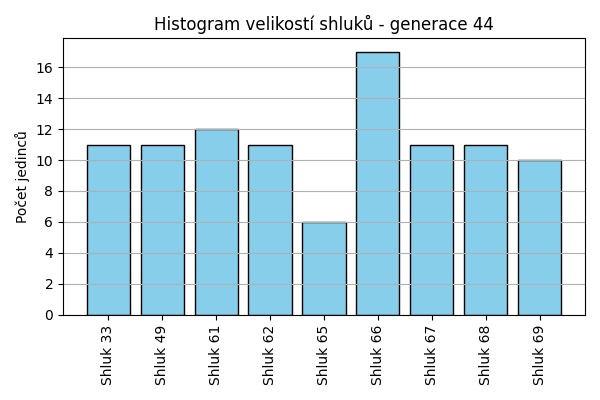 Histogram velikostí shluků - generace 44
Počet jedinců
16
14
12
10
8
6
4
2
0
Shluk 33
Shluk 49
Shluk 61
Shluk 62
Shluk 65
Shluk 66
Shluk 67
Shluk 68
Shluk 69